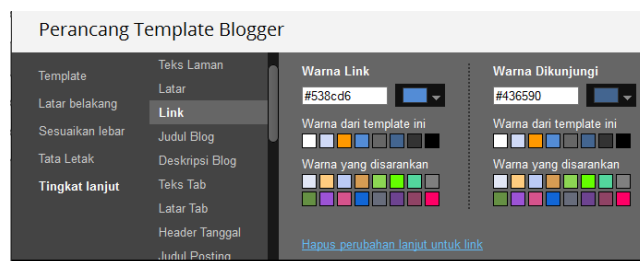 Perancang Template Blogger
Template
Latar belakang
Sesuaikan lebar
Tata Letak
Tingkat lanjut
Teks Laman
Latar
Link
Judul Blog
Deskripsi Blog
Teks Tab
Latar Tab
Header Tanggal
Judul Posting
Warna Link
#538cd6
Warna dari template ini
Warna yang disarankan
Warna Dikunjungi
#436590
Warna dari template ini
Warna yang disarankan
Hapus perubahan lanjut untuk link